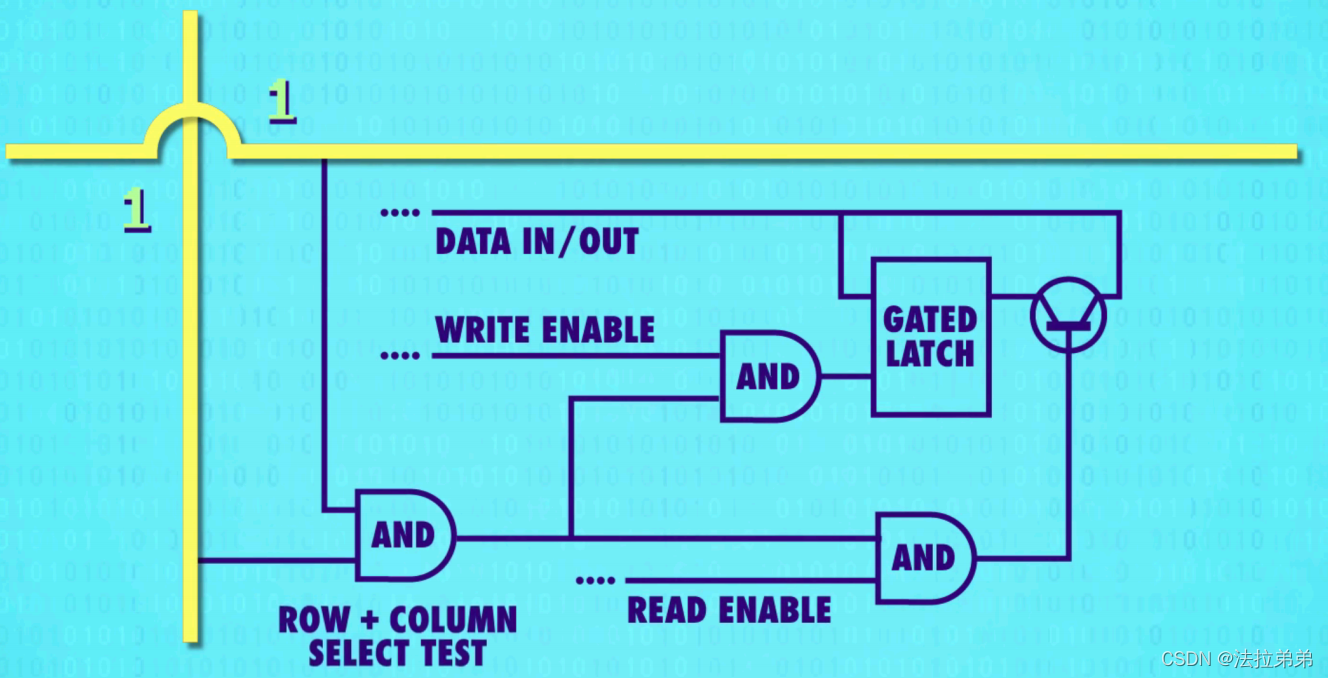 1
1
DATA IN/OUT
WRITE ENABLE
AND
GATED
LATCH
AND
AND
READ ENABLE
ROW + COLUMN
SELECT TEST
CSDN @法拉弟弟